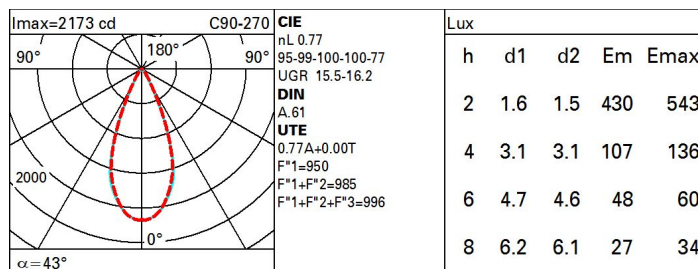 Imax=2173 cd C90-270
90° 180° 90°
2000
0°
α=43°
CIE
nL 0.77
95-99-100-100-77
UGR 15.5-16.2
DIN
A.61
UTE
0.77A+0.00T
F"1=950
F"1+F"2=985
F"1+F"2+F"3=996
Lux
h d1 d2 Em Emax
2 1.6 1.5 430 543
4 3.1 3.1 107 136
6 4.7 4.6 48 60
8 6.2 6.1 27 34